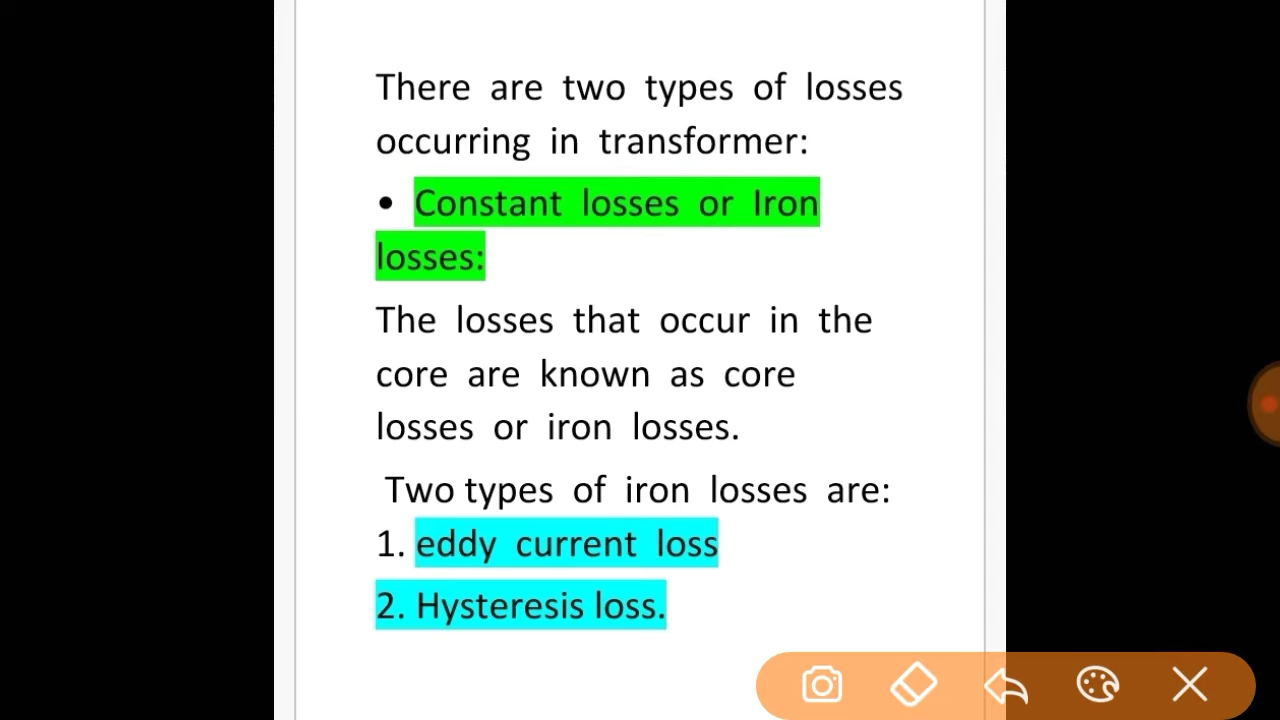 There are two types of losses
occurring in transformer:
• Constant losses or Iron
losses:
The losses that occur in the
core are known as core
losses or iron losses.
Two types of iron losses are:
1. eddy current loss
2. Hysteresis loss.